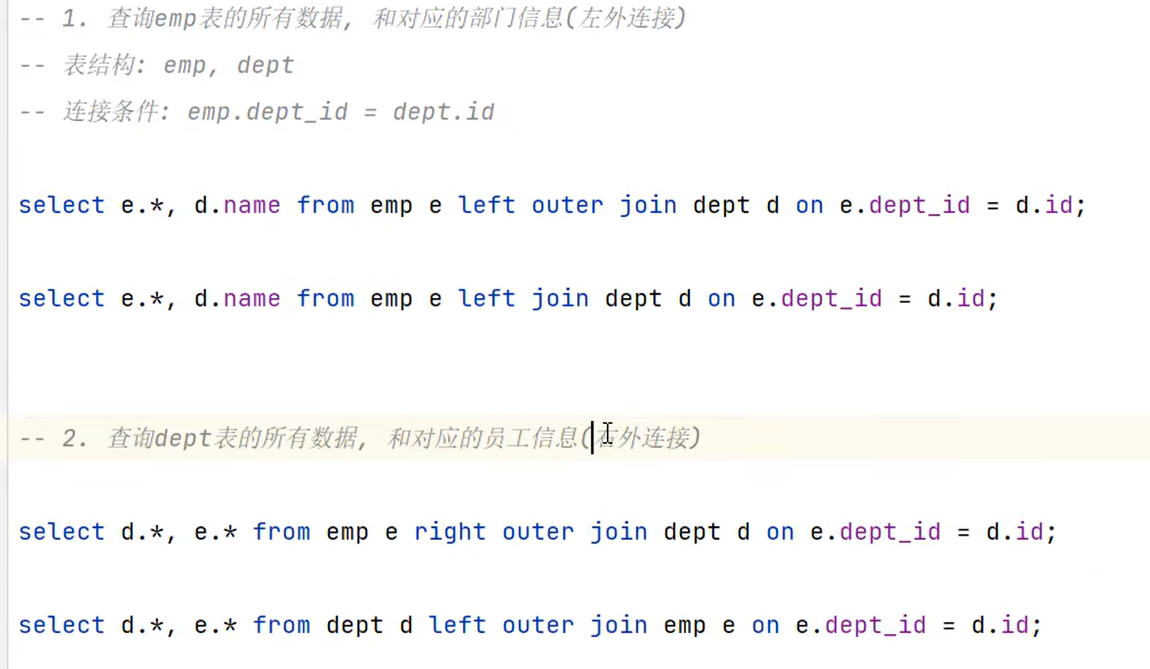 -- 1. 查询emp表的所有数据, 和对应的部门信息(左外连接)
-- 表结构: emp, dept
-- 连接条件: emp.dept_id = dept.id
select e.*, d.name from emp e left outer join dept d on e.dept_id = d.id;
select e.*, d.name from emp e left join dept d on e.dept_id = d.id;
-- 2. 查询dept表的所有数据, 和对应的员工信息(右外连接)
select d.*, e.* from emp e right outer join dept d on e.dept_id = d.id;
select d.*, e.* from dept d left outer join emp e on e.dept_id = d.id;